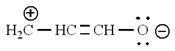 H₂C⊕ — HC = CH — Ö: ⊖